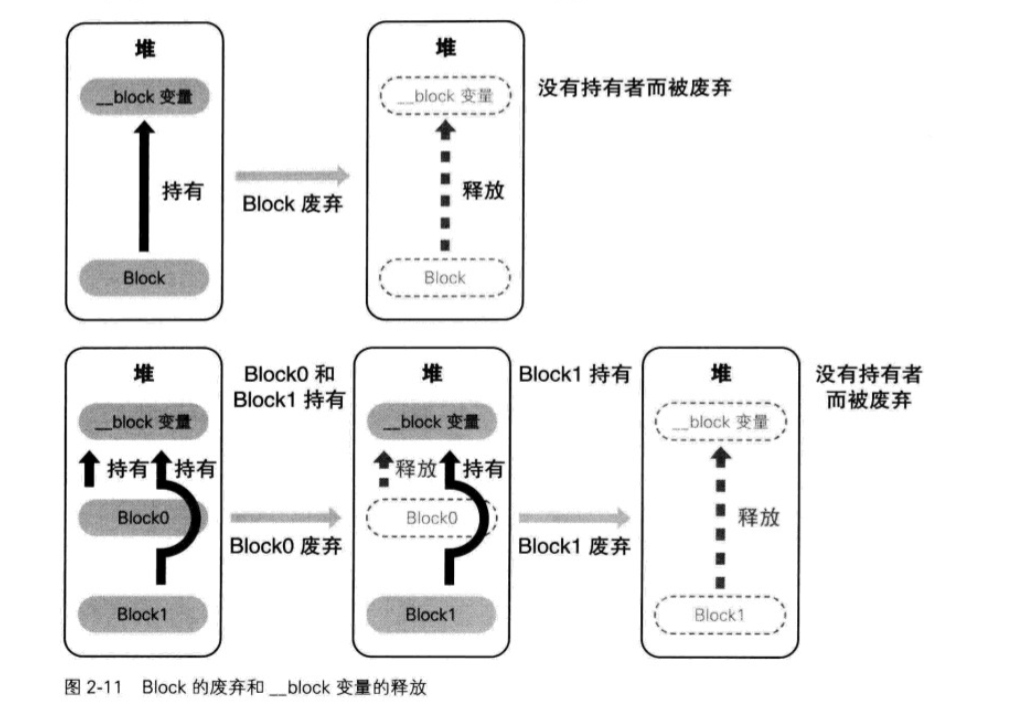 堆
__block 变量
持有
Block
Block 废弃
堆
__block 变量
释放
Block
没有持有者而被废弃
堆
__block 变量
持有 持有
Block0
Block1
Block0 和
Block1 持有
Block0 废弃
堆
__block 变量
释放 持有
Block0
Block1
Block1 持有
Block1 废弃
堆
__block 变量
释放
Block1
没有持有者
而被废弃
图 2-11 Block 的废弃和 __block 变量的释放